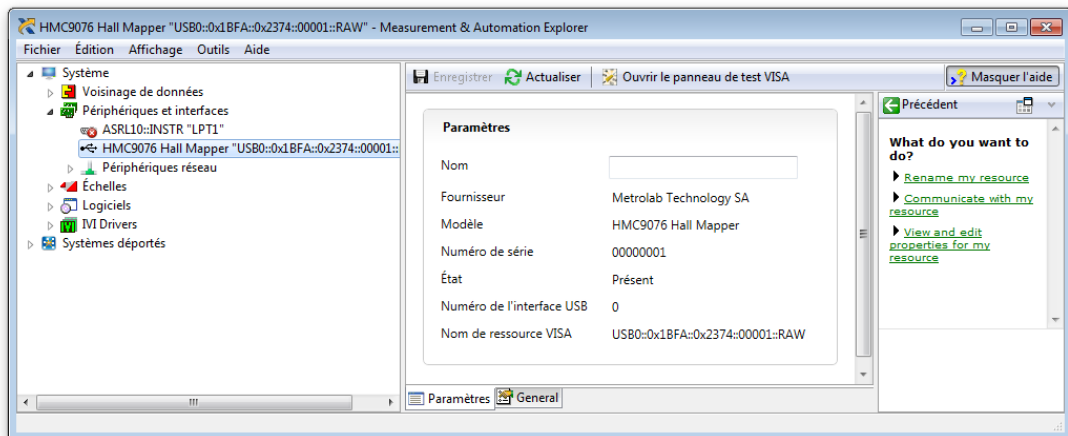 HMC9076 Hall Mapper "USB0::0x1BFA::0x2374::00001::RAW" - Measurement & Automation Explorer
Fichier Édition Affichage Outils Aide
Système
Voisinage de données
Périphériques et interfaces
ASRL10::INSTR "LPT1"
HMC9076 Hall Mapper "USB0::0x1BFA::0x2374::00001::
Périphériques réseau
Échelles
Logiciels
IVI Drivers
Systèmes déportés
Enregistrer Actualiser Ouvrir le panneau de test VISA Masquer l'aide
Paramètres
Nom
Fournisseur Metrolab Technology SA
Modèle HMC9076 Hall Mapper
Numéro de série 00000001
État Présent
Numéro de l'interface USB 0
Nom de ressource VISA USB0::0x1BFA::0x2374::00001::RAW
Paramètres General
Précédent
What do you want to
do?
Rename my resource
Communicate with my
resource
View and edit
properties for my
resource